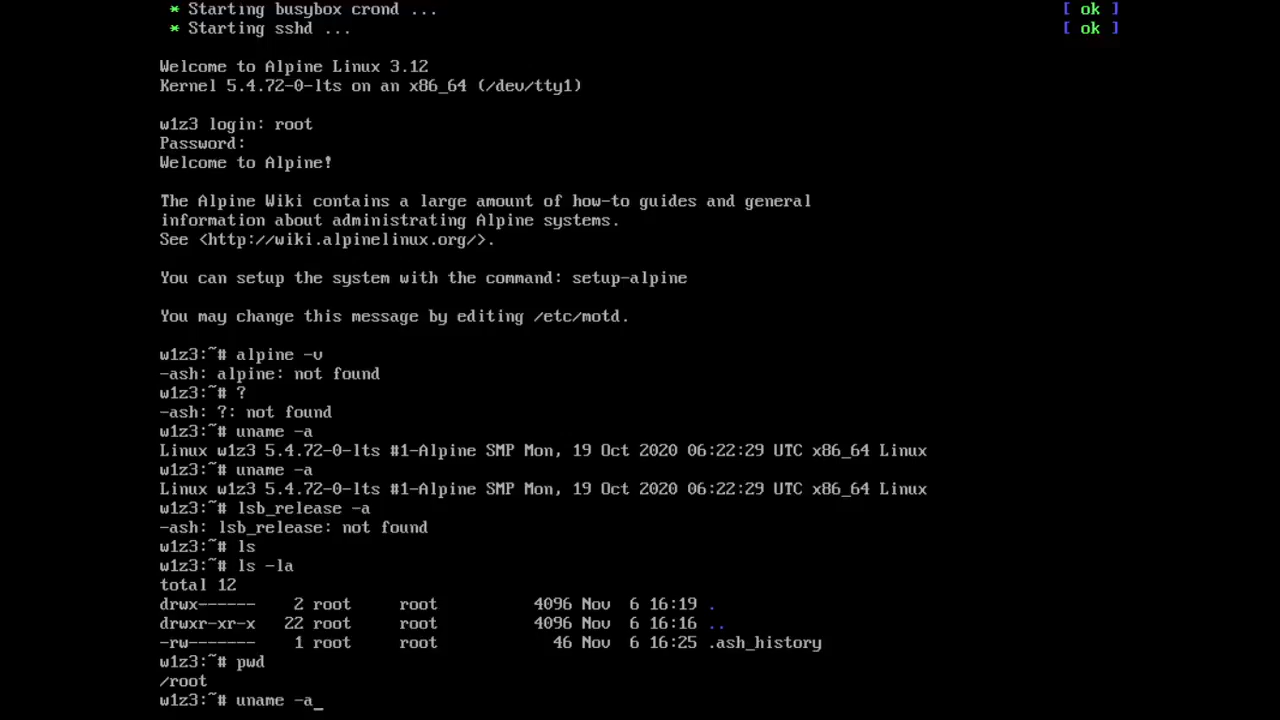 * Starting busybox crond ... [ ok ]
* Starting sshd ... [ ok ]
Welcome to Alpine Linux 3.12
Kernel 5.4.72-0-lts on an x86_64 (/dev/tty1)
w1z3 login: root
Password:
Welcome to Alpine!
The Alpine Wiki contains a large amount of how-to guides and general
information about administrating Alpine systems.
See <http://wiki.alpinelinux.org/>.
You can setup the system with the command: setup-alpine
You may change this message by editing /etc/motd.
w1z3:~# alpine -v
-ash: alpine: not found
w1z3:~# ?
-ash: ?: not found
w1z3:~# uname -a
Linux w1z3 5.4.72-0-lts #1-Alpine SMP Mon, 19 Oct 2020 06:22:29 UTC x86_64 Linux
w1z3:~# uname -a
Linux w1z3 5.4.72-0-lts #1-Alpine SMP Mon, 19 Oct 2020 06:22:29 UTC x86_64 Linux
w1z3:~# lsb_release -a
-ash: lsb_release: not found
w1z3:~# ls
w1z3:~# ls -la
total 12
drwx------    2 root     root          4096 Nov  6 16:19 .
drwxr-xr-x   22 root     root          4096 Nov  6 16:16 ..
-rw-------    1 root     root            46 Nov  6 16:25 .ash_history
w1z3:~# pwd
/root
w1z3:~# uname -a_